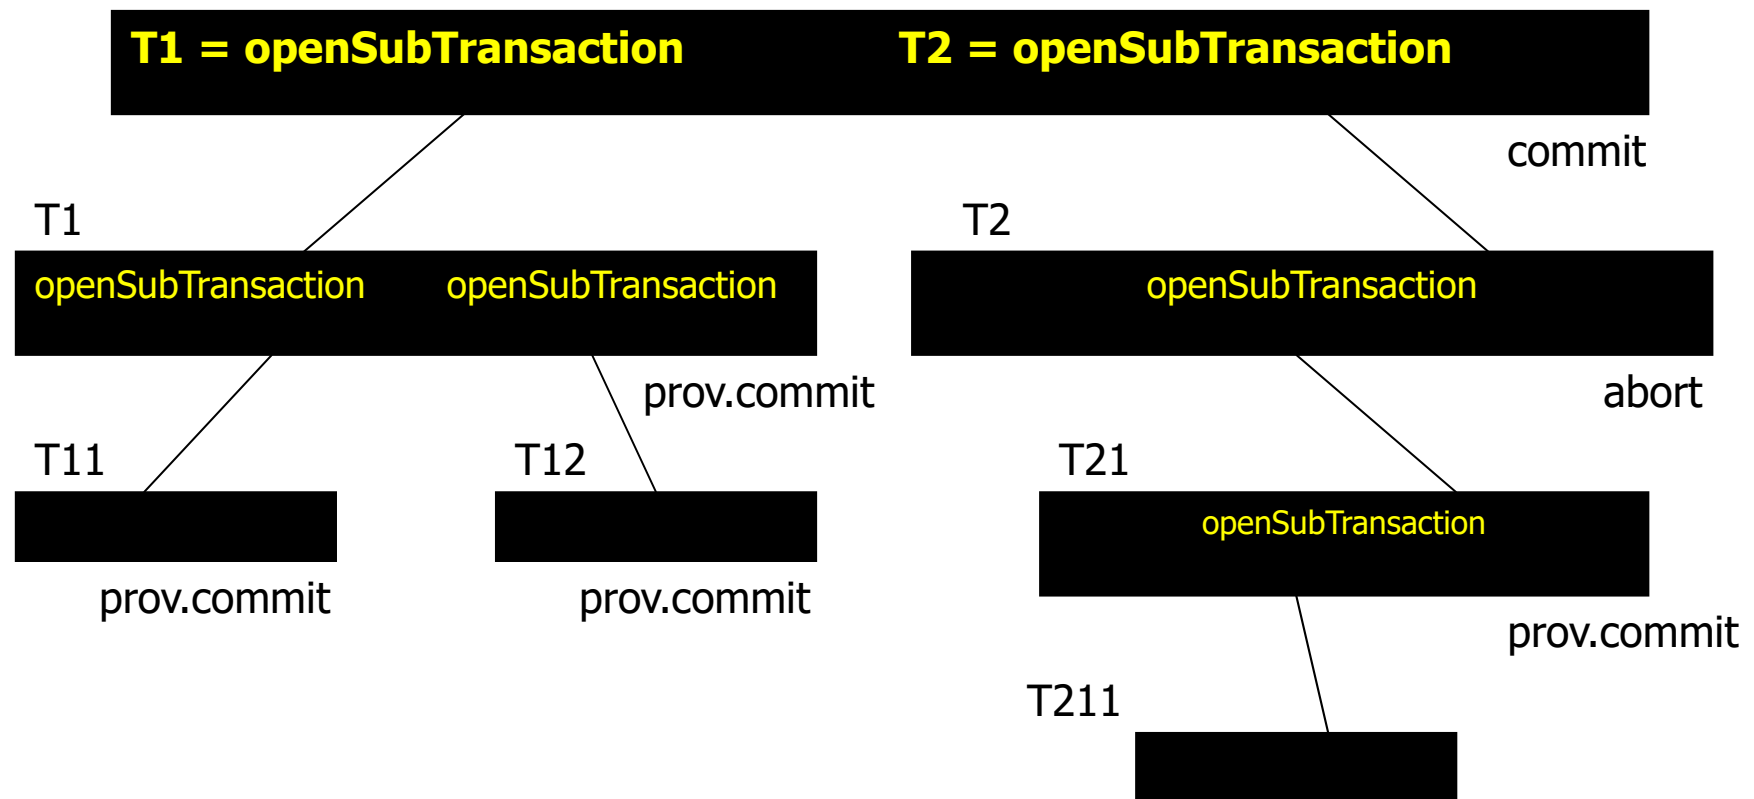 T1 = openSubTransaction T2 = openSubTransaction
commit
T1 T2
openSubTransaction openSubTransaction openSubTransaction
prov.commit abort
T11 T12 T21
openSubTransaction
prov.commit prov.commit
prov.commit
T211